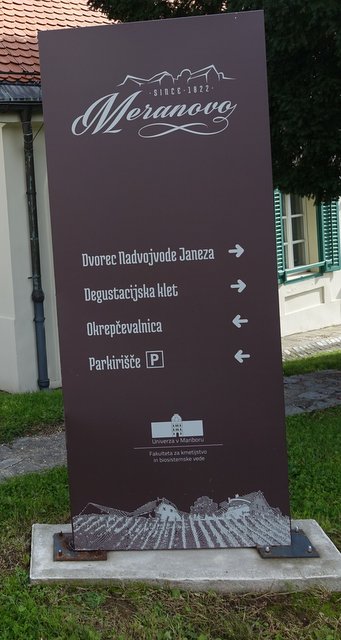 · SINCE · 1822 ·
Meranovo
Dvorec Nadvojvode Janeza →
Degustacijska klet →
Okrepčevalnica ←
Parkirišče P ←
Univerza v Mariboru
Fakulteta za kmetijstvo
in biosistemske vede